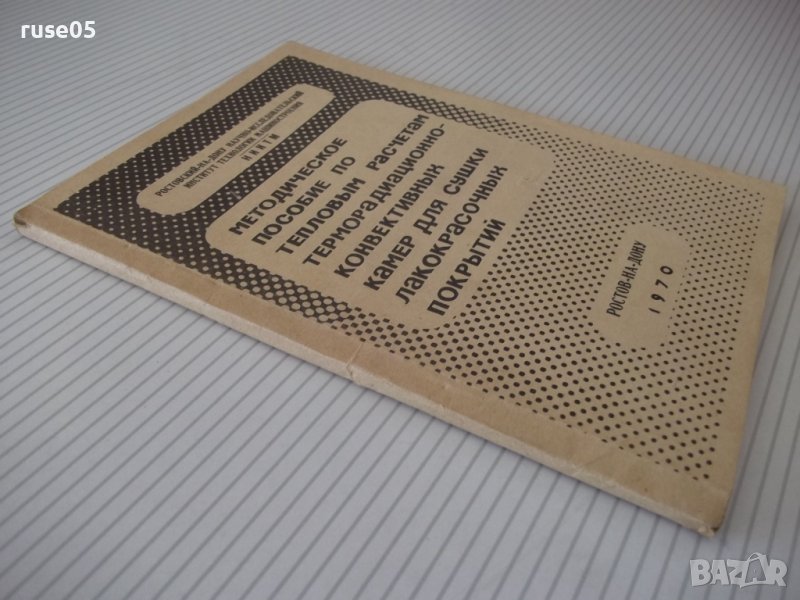 ruse05
РОСТОВСКИЙ-НА-ДОНУ НАУЧНО-ИССЛЕДОВАТЕЛЬСКИЙ
ИНСТИТУТ ТЕХНОЛОГИИ МАШИНОСТРОЕНИЯ
НИИТМ
МЕТОДИЧЕСКОЕ
ПОСОБИЕ ПО
ТЕПЛОВЫМ РАСЧЕТАМ
ТЕРМОРАДИАЦИОННО-
КОНВЕКТИВНЫХ
КАМЕР ДЛЯ СУШКИ
ЛАКОКРАСОЧНЫХ
ПОКРЫТИЙ
РОСТОВ-НА-ДОНУ
1970
BAZAR